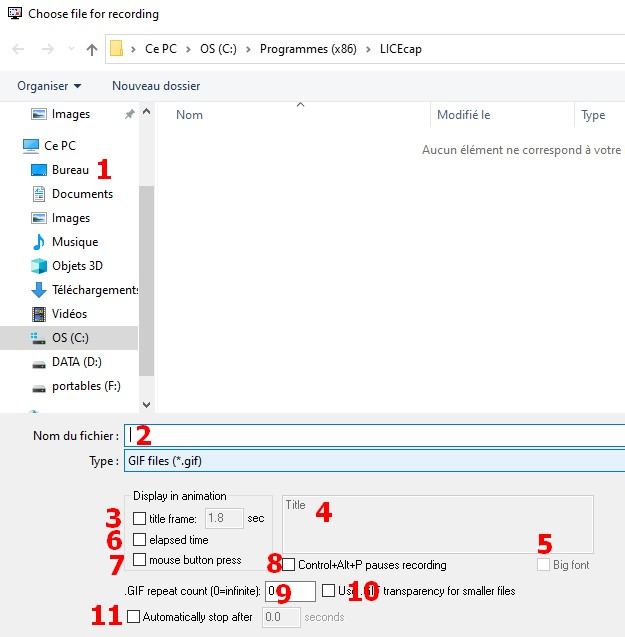 Choose file for recording
Ce PC > OS (C:) > Programmes (x86) > LICEcap
Organiser Nouveau dossier
Images Nom Modifié le Type
Ce PC
Aucun élément ne correspond à votre
Bureau 1
Documents
Images
Musique
Objets 3D
Téléchargements
Vidéos
OS (C:)
DATA (D:)
portables (F:)
Nom du fichier : 2
Type : GIF files (*.gif)
Display in animation
Title 4
3 title frame: 1.8 sec
6 elapsed time
5
7 mouse button press
8 Control+Alt+P pauses recording
Big font
.GIF repeat count (0=infinite): 0 9 10 Use .GIF transparency for smaller files
11 Automatically stop after 0.0 seconds